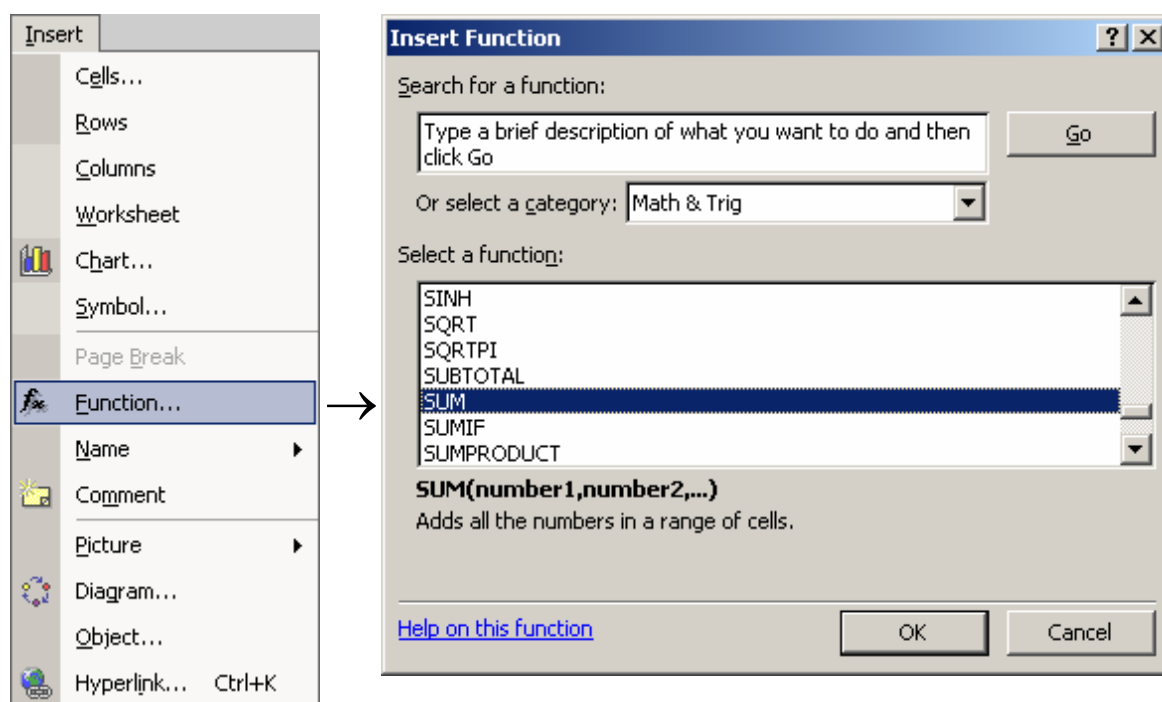 Insert
Cells...
Rows
Columns
Worksheet
Chart...
Symbol...
Page Break
Function...
Name
Comment
Picture
Diagram...
Object...
Hyperlink... Ctrl+K
Insert Function
Search for a function:
Type a brief description of what you want to do and then
click Go
Go
Or select a category: Math & Trig
Select a function:
SINH
SQRT
SQRTPI
SUBTOTAL
SUM
SUMIF
SUMPRODUCT
SUM(number1,number2,...)
Adds all the numbers in a range of cells.
Help on this function
OK
Cancel